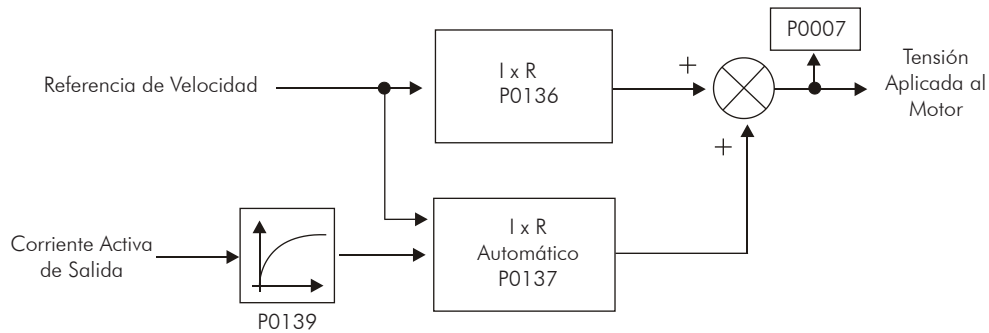 P0007
Referencia de Velocidad
I x R
P0136
+
Tensión
Aplicada al
Motor
+
Corriente Activa
de Salida
P0139
I x R
Automático
P0137